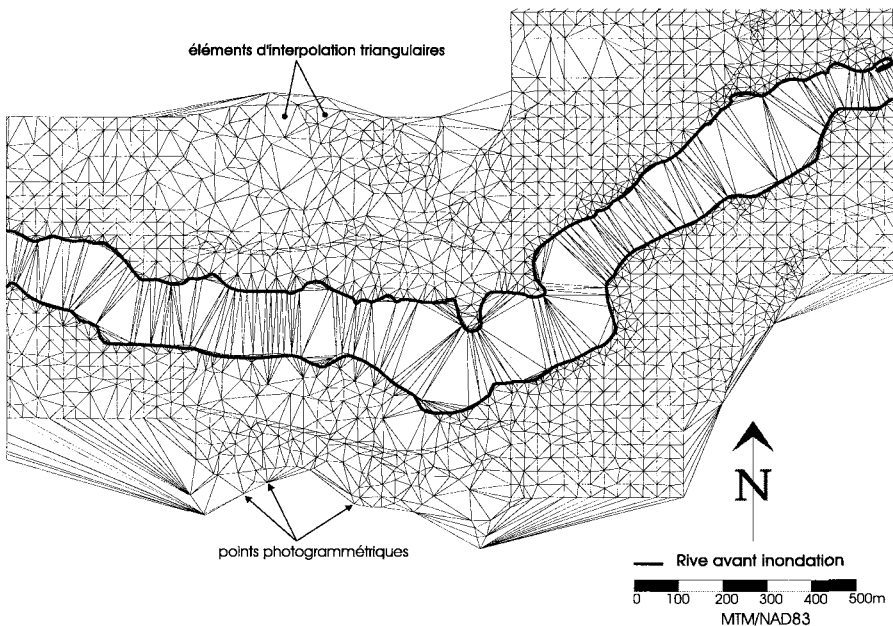 éléments d'interpolation triangulaires
points photogrammétriques
N
Rive avant inondation
0 100 200 300 400 500m
MTM/NAD83